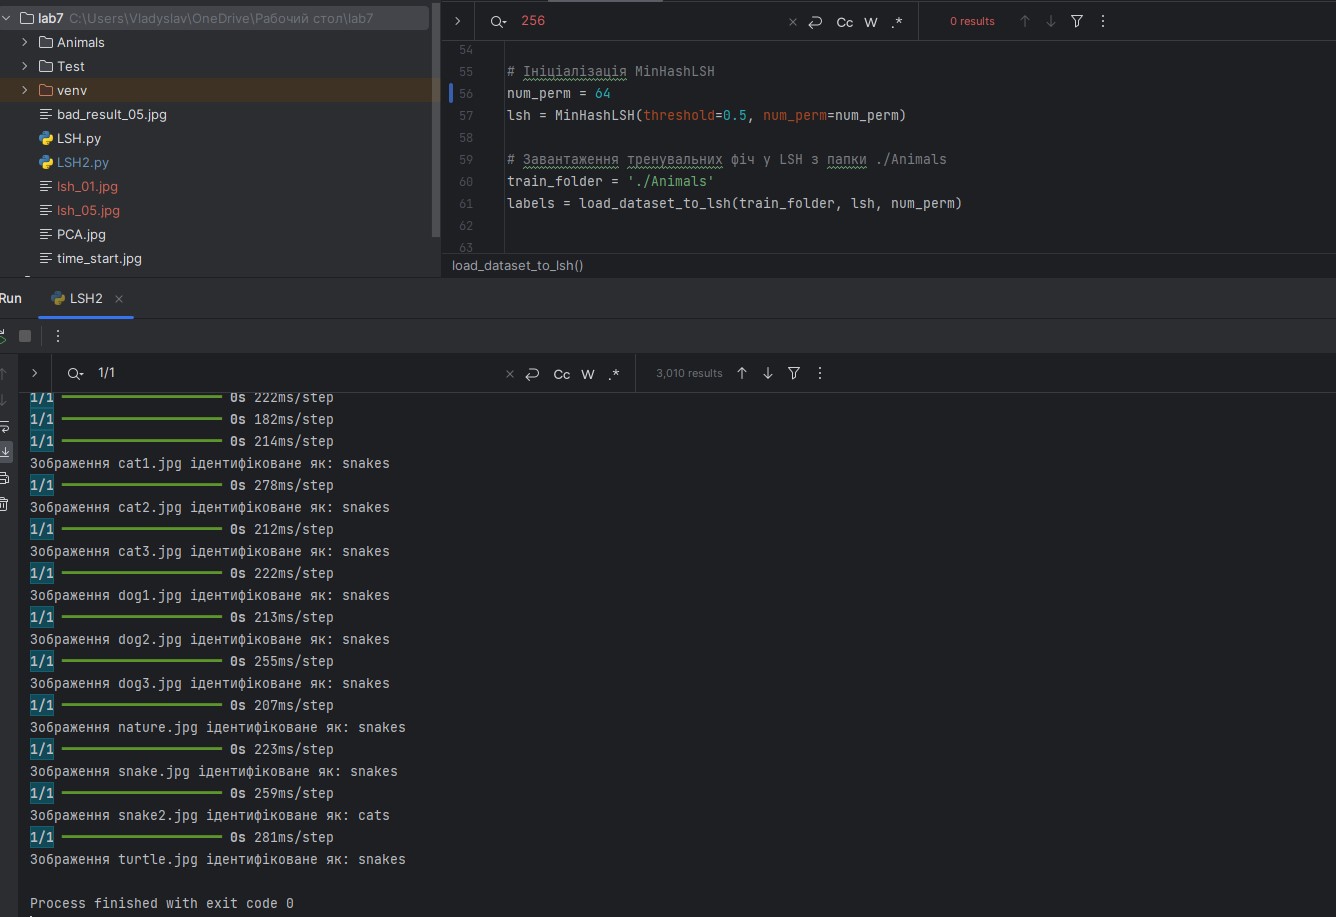 lab7 C:\Users\Vladyslav\OneDrive\Рабочий стол\lab7
Animals
Test
venv
bad_result_05.jpg
LSH.py
LSH2.py
lsh_01.jpg
lsh_05.jpg
PCA.jpg
time_start.jpg
256
Cc W .*
0 results
54
55 # Ініціалізація MinHashLSH
56 num_perm = 64
57 lsh = MinHashLSH(threshold=0.5, num_perm=num_perm)
58
59 # Завантаження тренувальних фіч у LSH з папки ./Animals
60 train_folder = './Animals'
61 labels = load_dataset_to_lsh(train_folder, lsh, num_perm)
62
63
load_dataset_to_lsh()
Run LSH2
1/1
Cc W .*
3,010 results
1/1 0s 222ms/step
1/1 0s 182ms/step
1/1 0s 214ms/step
Зображення cat1.jpg ідентифіковане як: snakes
1/1 0s 278ms/step
Зображення cat2.jpg ідентифіковане як: snakes
1/1 0s 212ms/step
Зображення cat3.jpg ідентифіковане як: snakes
1/1 0s 222ms/step
Зображення dog1.jpg ідентифіковане як: snakes
1/1 0s 213ms/step
Зображення dog2.jpg ідентифіковане як: snakes
1/1 0s 255ms/step
Зображення dog3.jpg ідентифіковане як: snakes
1/1 0s 207ms/step
Зображення nature.jpg ідентифіковане як: snakes
1/1 0s 223ms/step
Зображення snake.jpg ідентифіковане як: snakes
1/1 0s 259ms/step
Зображення snake2.jpg ідентифіковане як: cats
1/1 0s 281ms/step
Зображення turtle.jpg ідентифіковане як: snakes
Process finished with exit code 0